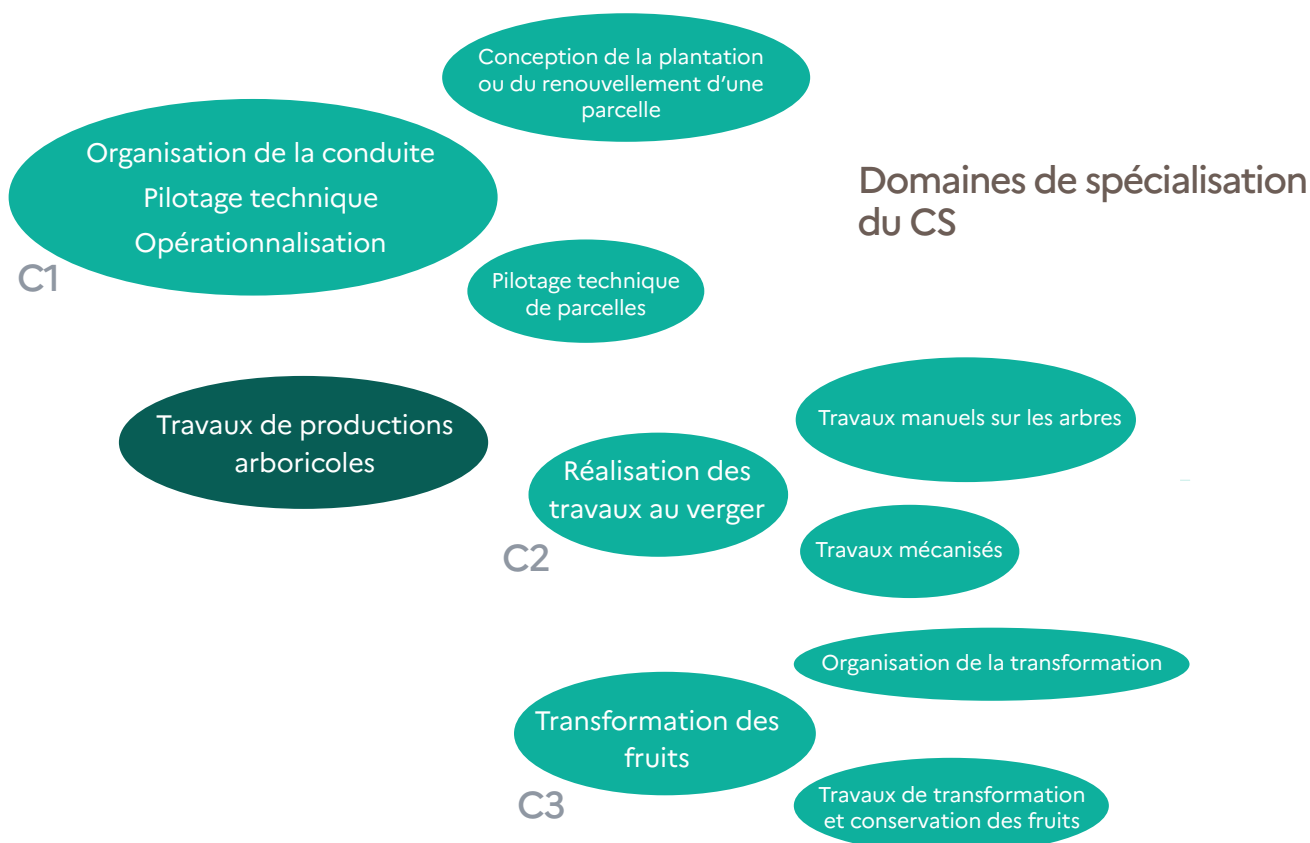 Conception de la plantation
ou du renouvellement d'une
parcelle
Organisation de la conduite
Pilotage technique
Opérationnalisation
C1
Domaines de spécialisation
du CS
Pilotage technique
de parcelles
Travaux de productions
arboricoles
Travaux manuels sur les arbres
Réalisation des
travaux au verger
C2
Travaux mécanisés
Organisation de la transformation
Transformation des
fruits
C3
Travaux de transformation
et conservation des fruits